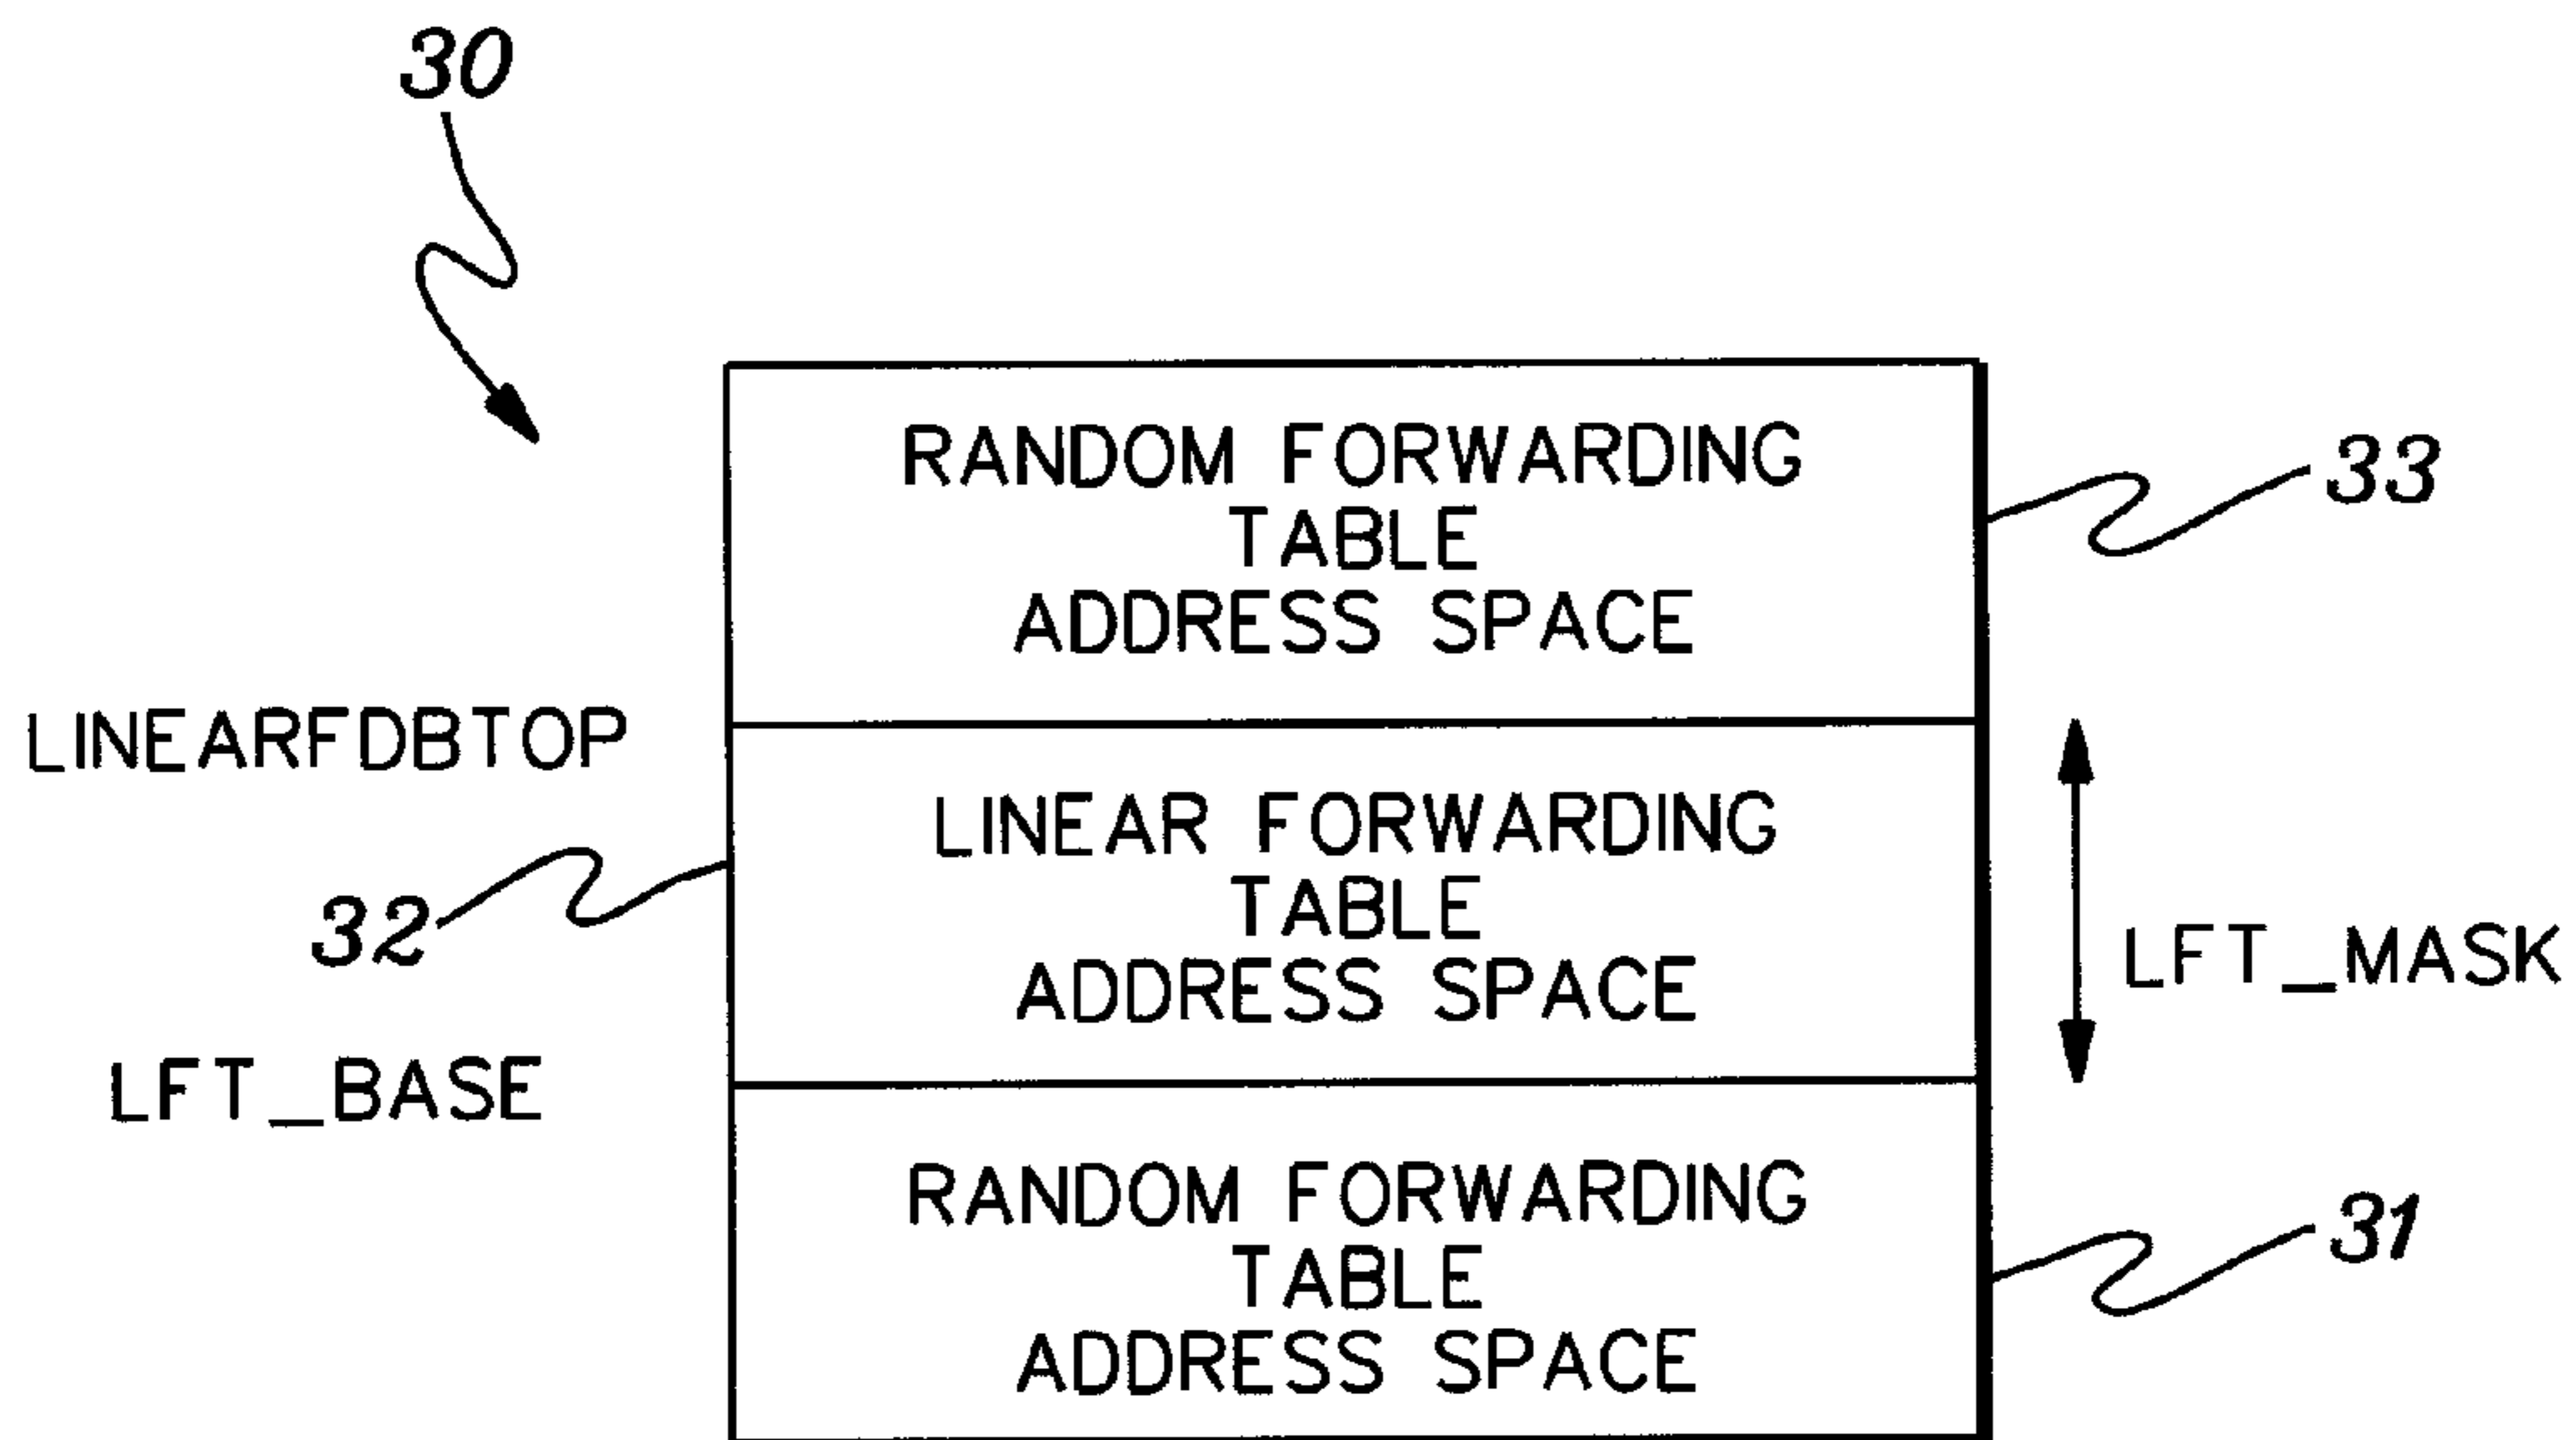 30
RANDOM FORWARDING
TABLE
ADDRESS SPACE
33
LINEARFDBTOP
LINEAR FORWARDING
TABLE
ADDRESS SPACE
32
LFT_MASK
LFT_BASE
RANDOM FORWARDING
TABLE
ADDRESS SPACE
31